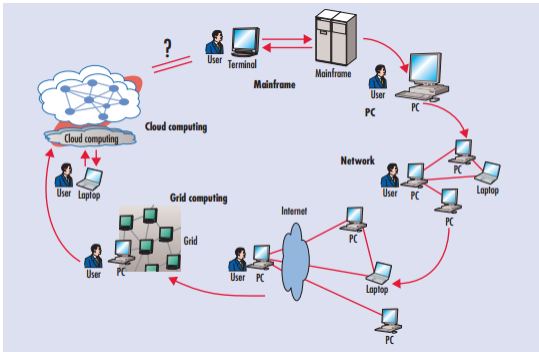 ?
User
Terminal
Mainframe
Mainframe
User
PC
PC
Cloud computing
Cloud computing
User
Laptop
Network
User
PC
PC
Laptop
PC
Grid computing
Grid
User
PC
Internet
User
PC
PC
Laptop
PC